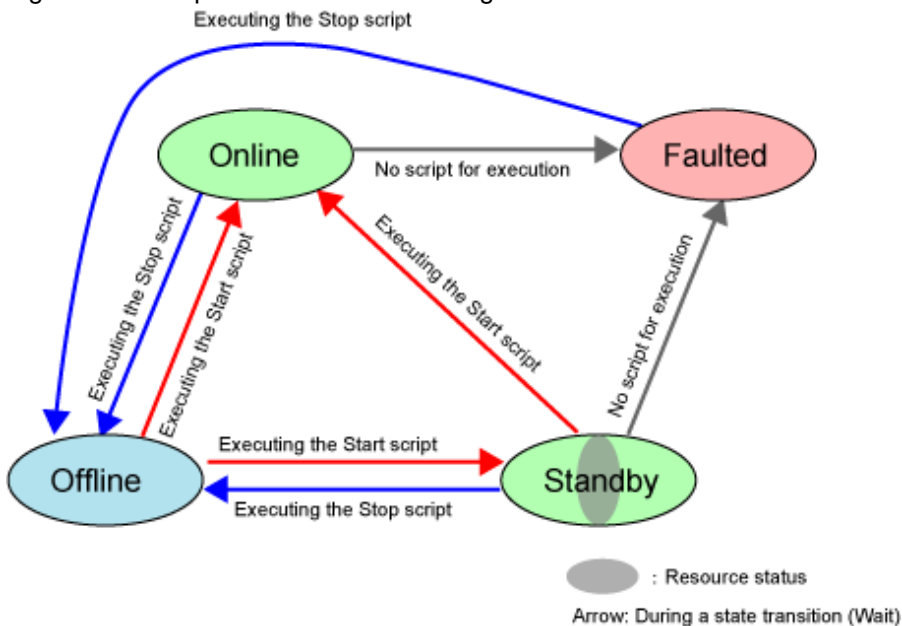 Executing the Stop script
Online
Faulted
No script for execution
Executing the Stop script
Executing the Start script
Executing the Start script
No script for execution
Offline
Executing the Start script
Standby
Executing the Stop script
: Resource status
Arrow: During a state transition (Wait)